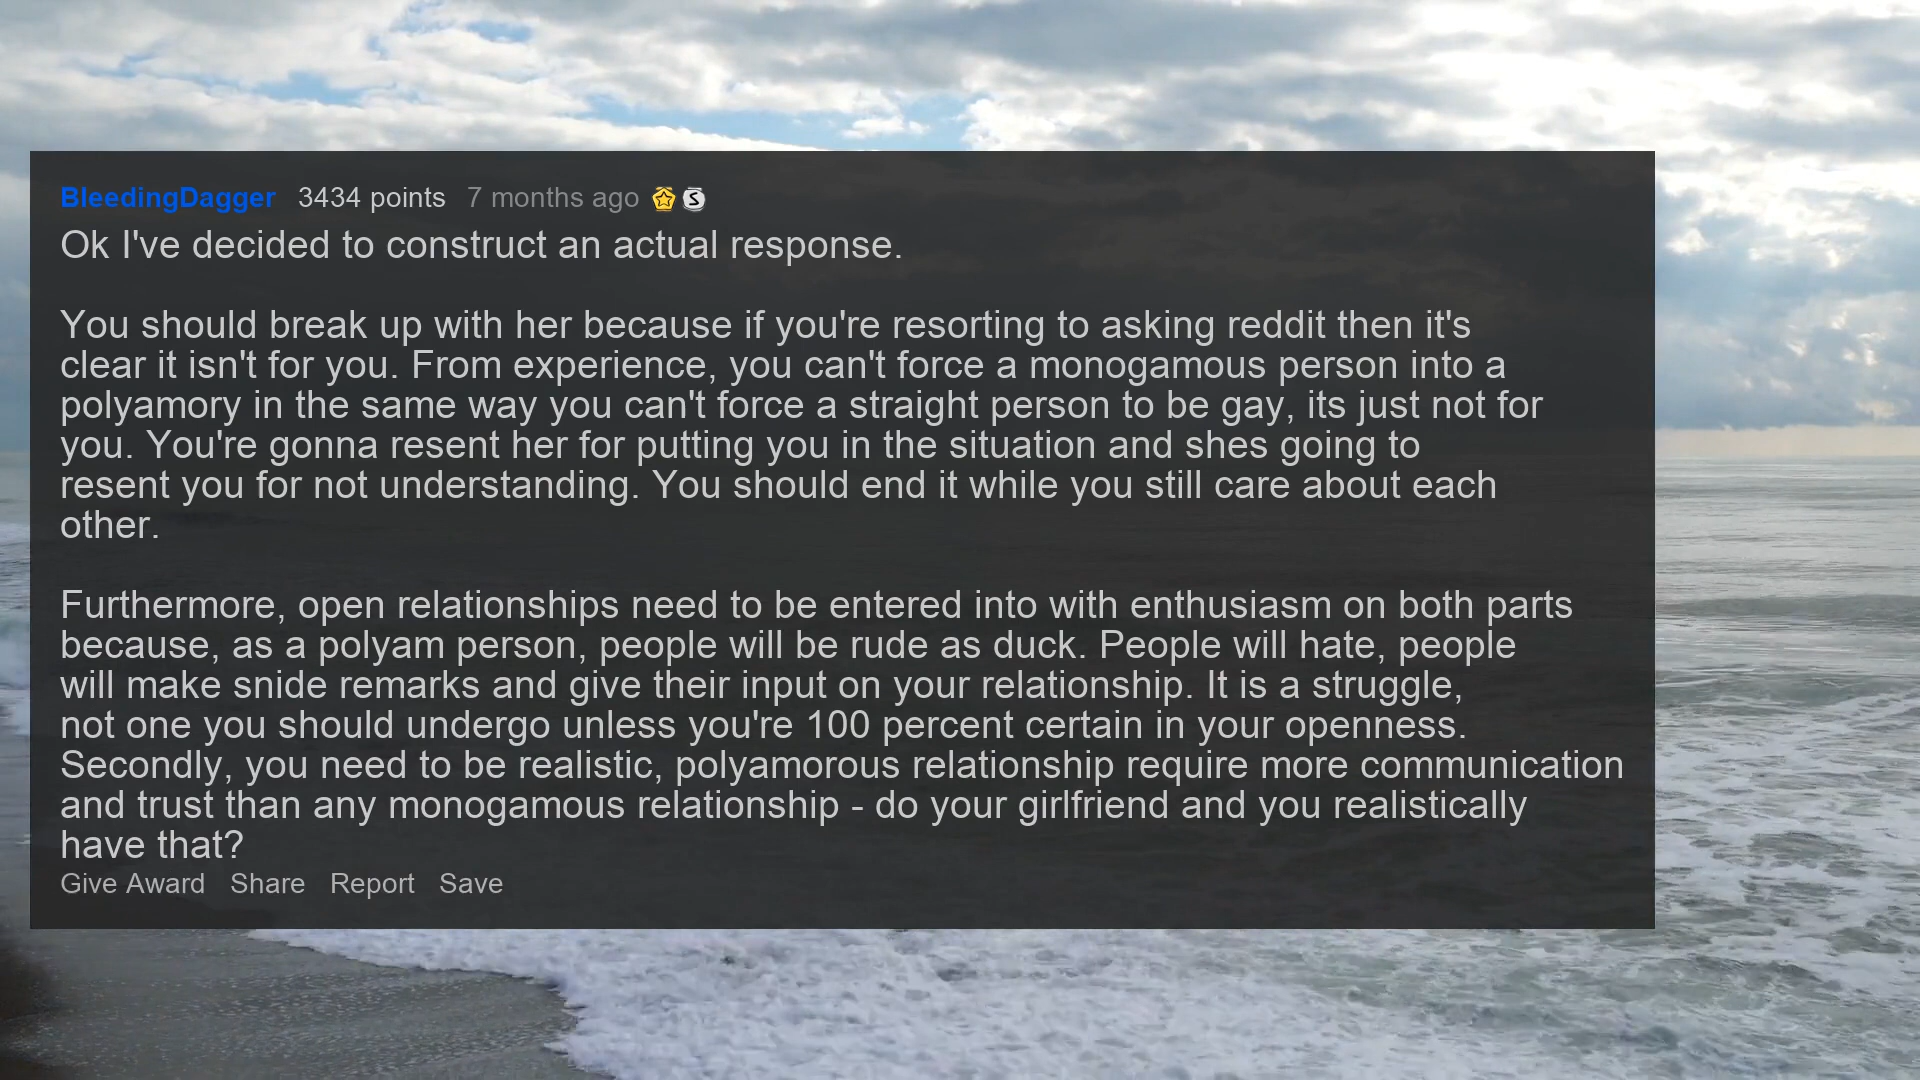 BleedingDagger 3434 points 7 months ago
Ok I've decided to construct an actual response.
You should break up with her because if you're resorting to asking reddit then it's
clear it isn't for you. From experience, you can't force a monogamous person into a
polyamory in the same way you can't force a straight person to be gay, its just not for
you. You're gonna resent her for putting you in the situation and shes going to
resent you for not understanding. You should end it while you still care about each
other.
Furthermore, open relationships need to be entered into with enthusiasm on both parts
because, as a polyam person, people will be rude as duck. People will hate, people
will make snide remarks and give their input on your relationship. It is a struggle,
not one you should undergo unless you're 100 percent certain in your openness.
Secondly, you need to be realistic, polyamorous relationship require more communication
and trust than any monogamous relationship - do your girlfriend and you realistically
have that?
Give Award Share Report Save